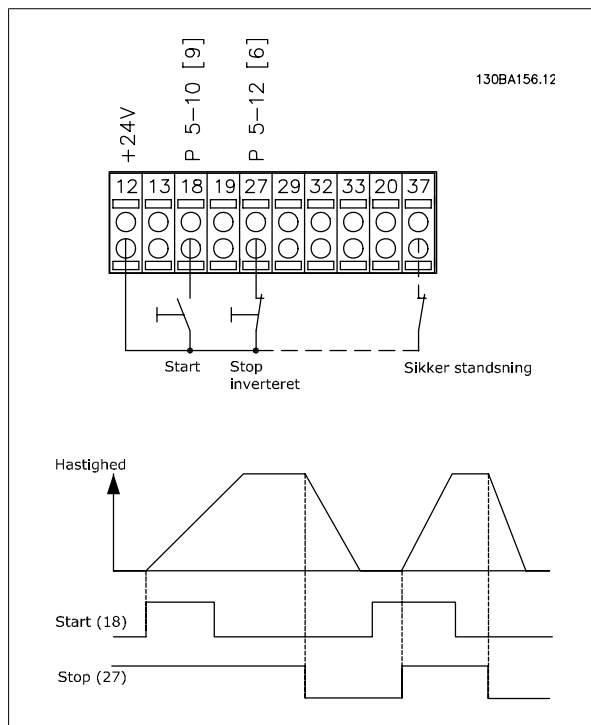 130BA156.12
+24V
P 5-10 [9]
P 5-12 [6]
12 13 18 19 27 29 32 33 20 37
Start
Stop
inverteret
Sikker standsning
Hastighed
Start (18)
Stop (27)